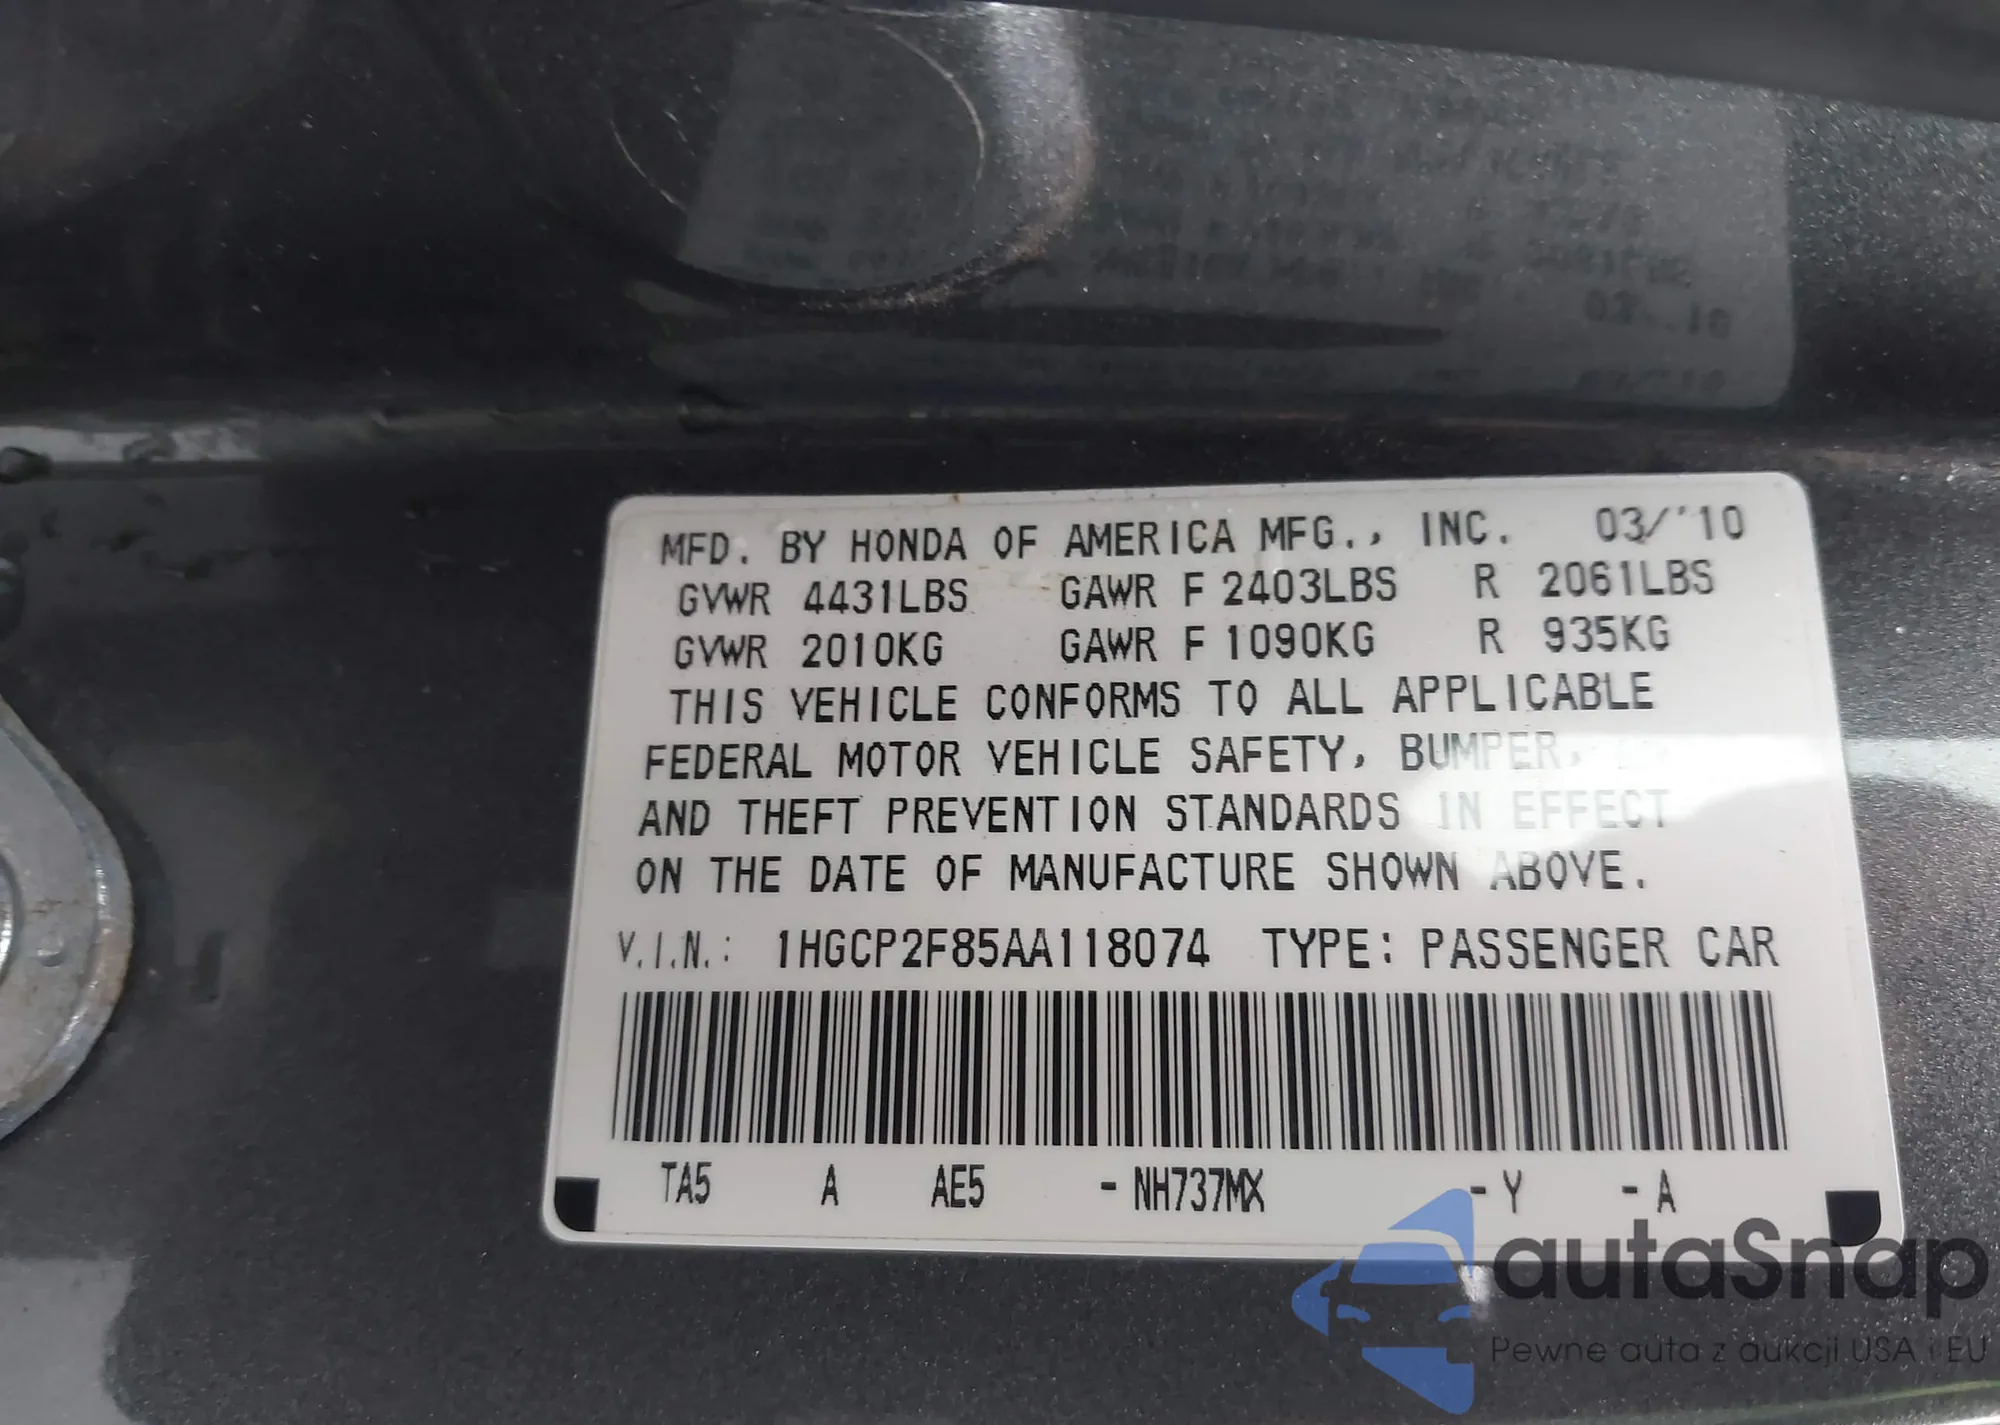 MFD. BY HONDA OF AMERICA MFG., INC. 03/'10
GVWR 4431LBS GAWR F 2403LBS R 2061LBS
GVWR 2010KG GAWR F 1090KG R 935KG
THIS VEHICLE CONFORMS TO ALL APPLICABLE
FEDERAL MOTOR VEHICLE SAFETY, BUMPER,
AND THEFT PREVENTION STANDARDS IN EFFECT
ON THE DATE OF MANUFACTURE SHOWN ABOVE.
V.I.N.: 1HGCP2F85AA118074 TYPE: PASSENGER CAR
TA5 A AE5 - NH737MX - Y - A
autaSnap
Pewne auta z aukcji USA i EU